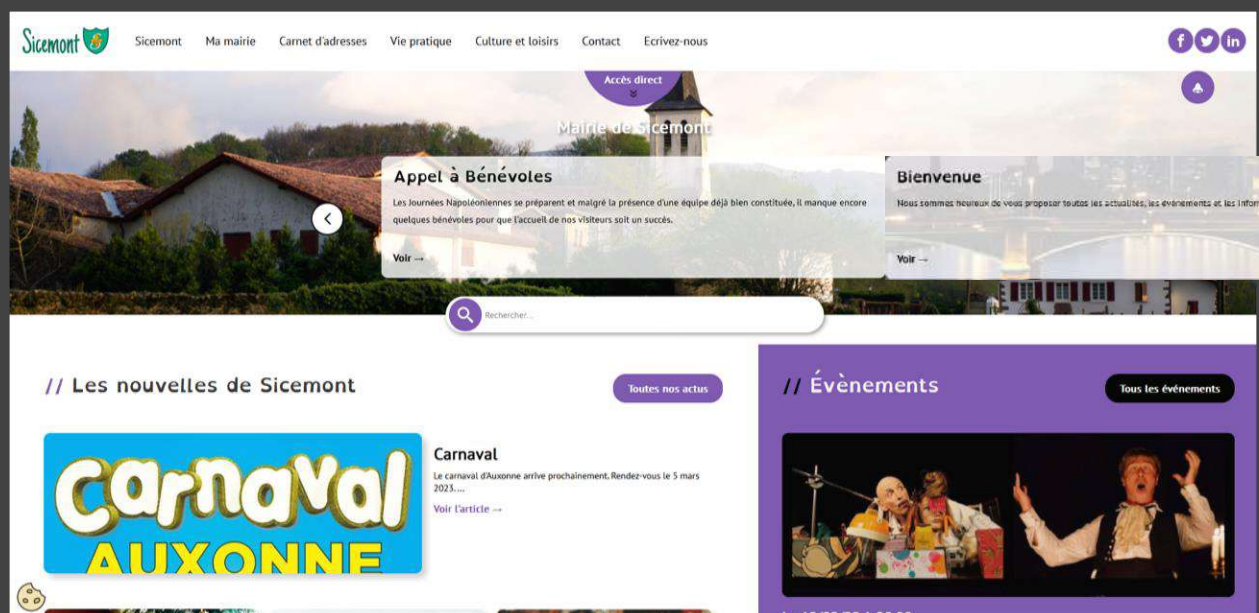 Sicemont
Sicemont Ma mairie Carnet d'adresses Vie pratique Culture et loisirs Contact Ecrivez-nous
Accès direct
Mairie de Sicemont
Appel à Bénévoles
Les Journées Napoléoniennes se préparent et malgré la présence d'une équipe déjà bien constituée, il manque encore
quelques bénévoles pour que l'accueil de nos visiteurs soit un succès.
Voir →
Bienvenue
Nous sommes heureux de vous proposer toutes les actualités, les évènements et les infor
Voir →
Rechercher...
// Les nouvelles de Sicemont
Toutes nos actus
Carnaval
AUXONNE
Carnaval
Le carnaval d'Auxonne arrive prochainement. Rendez-vous le 5 mars
2023....
Voir l'article →
// Évènements
Tous les événements